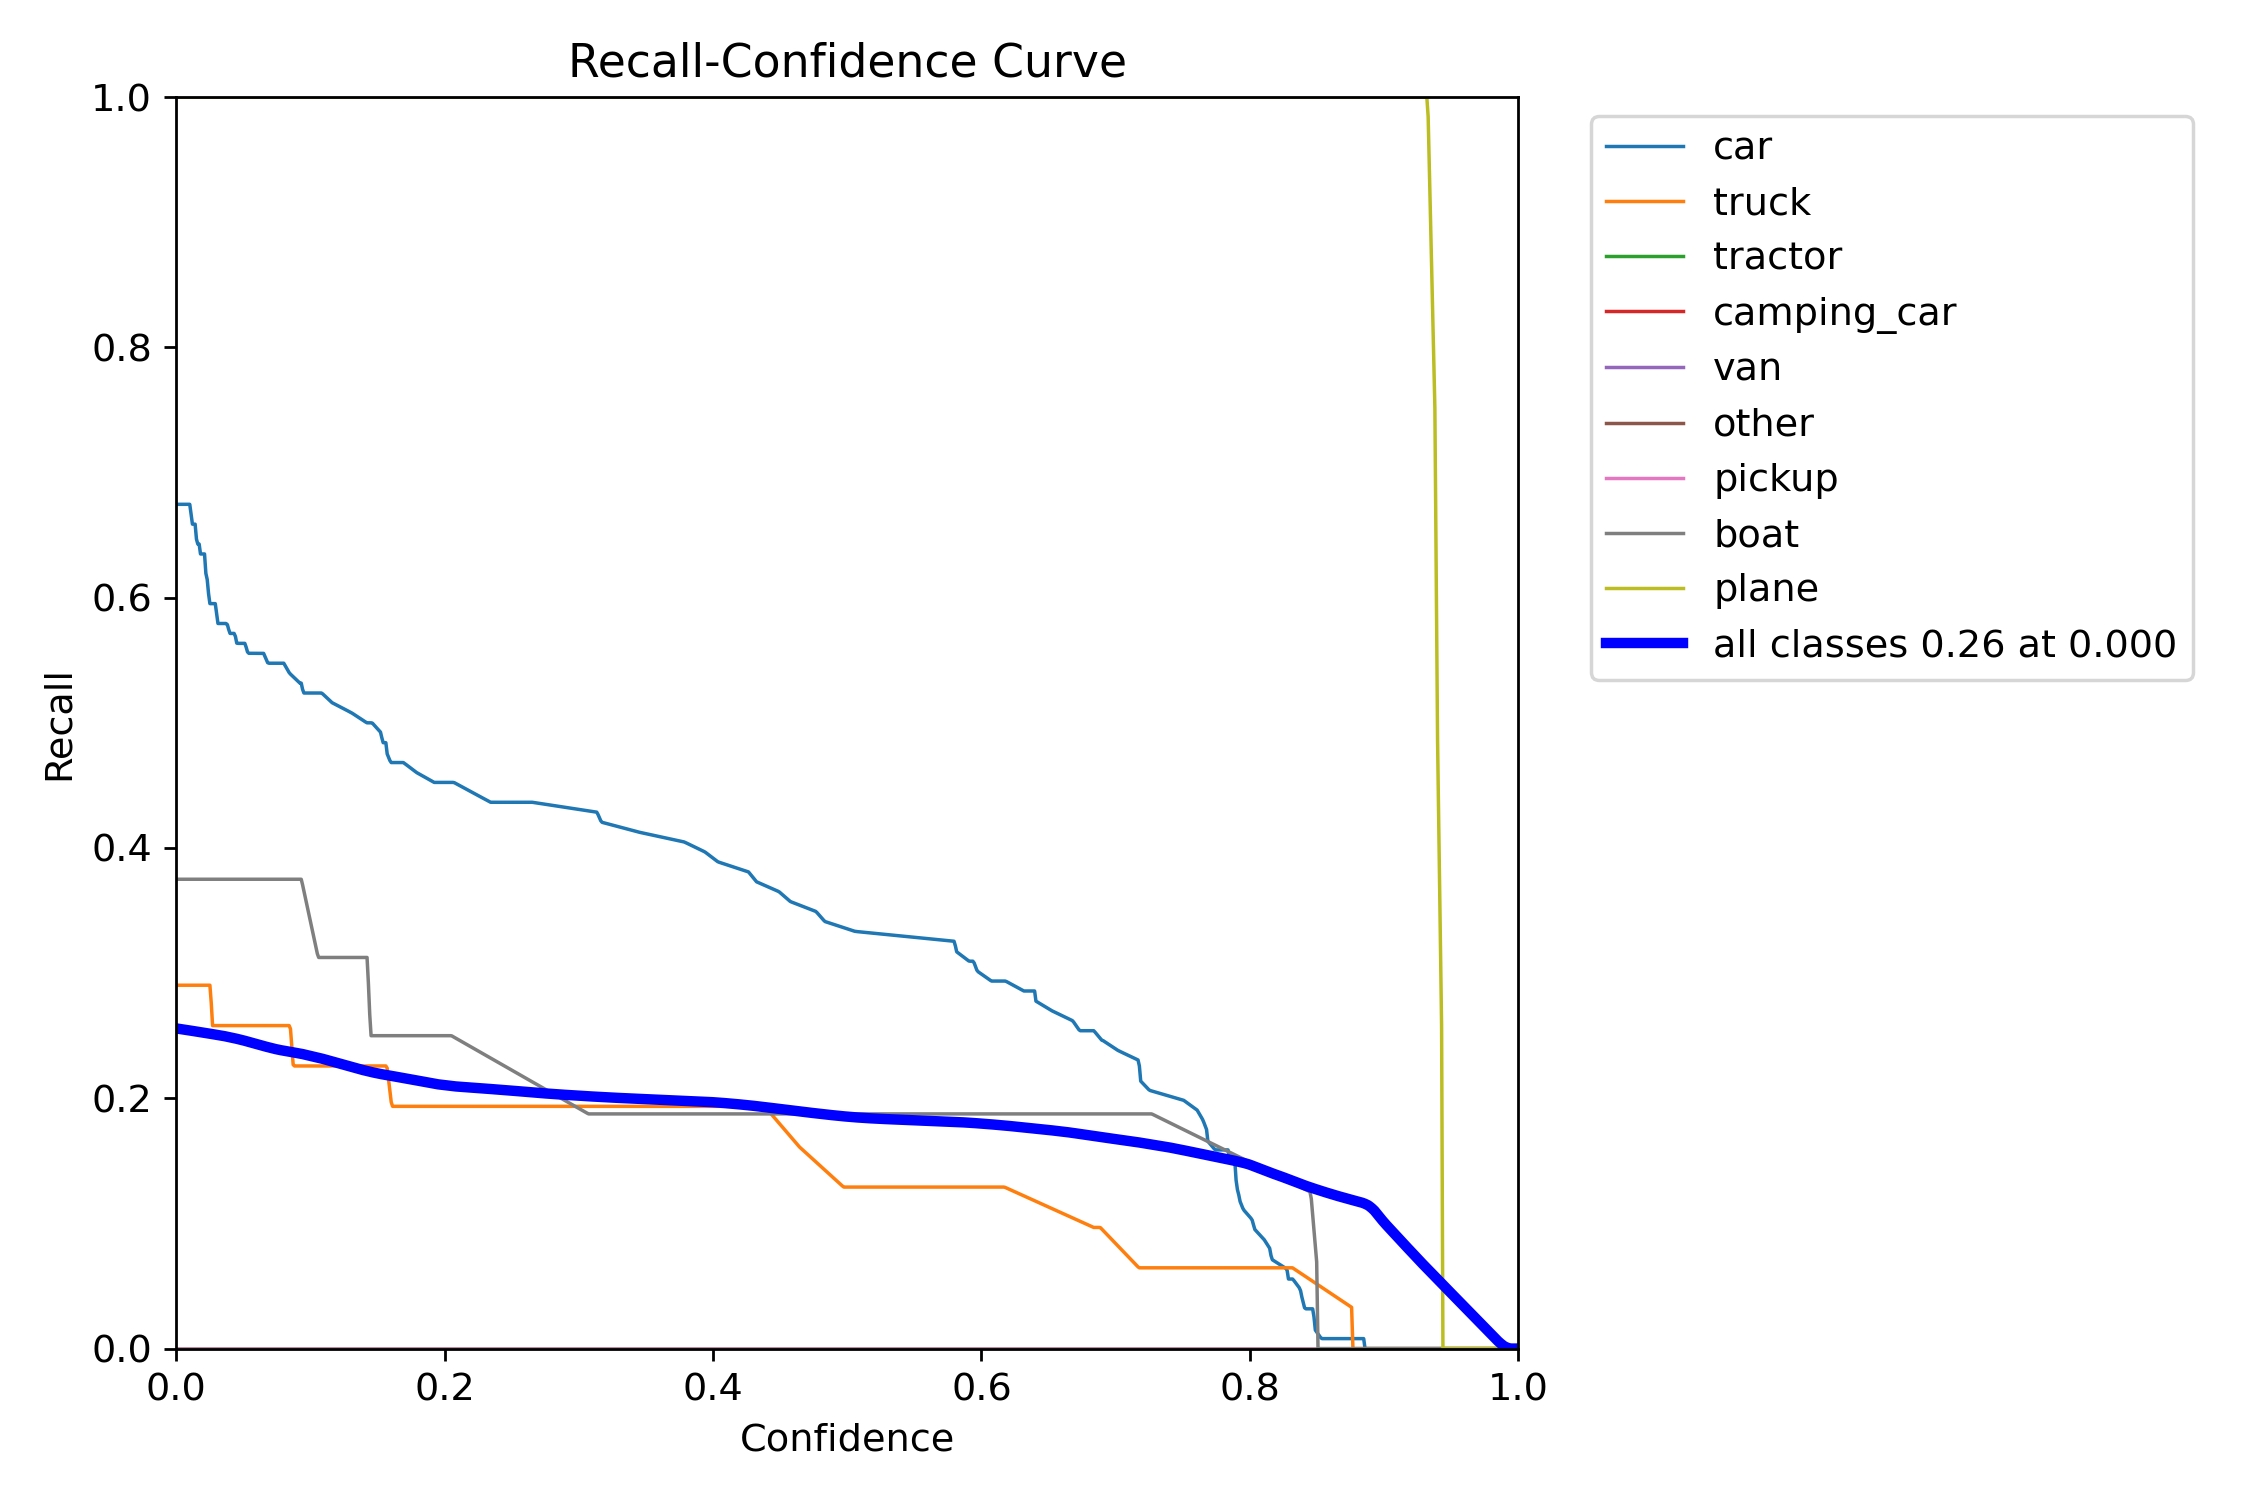 Recall-Confidence Curve
1.0
0.8
0.6
0.4
0.2
0.0
Recall
0.0 0.2 0.4 0.6 0.8 1.0
Confidence
car
truck
tractor
camping_car
van
other
pickup
boat
plane
all classes 0.26 at 0.000